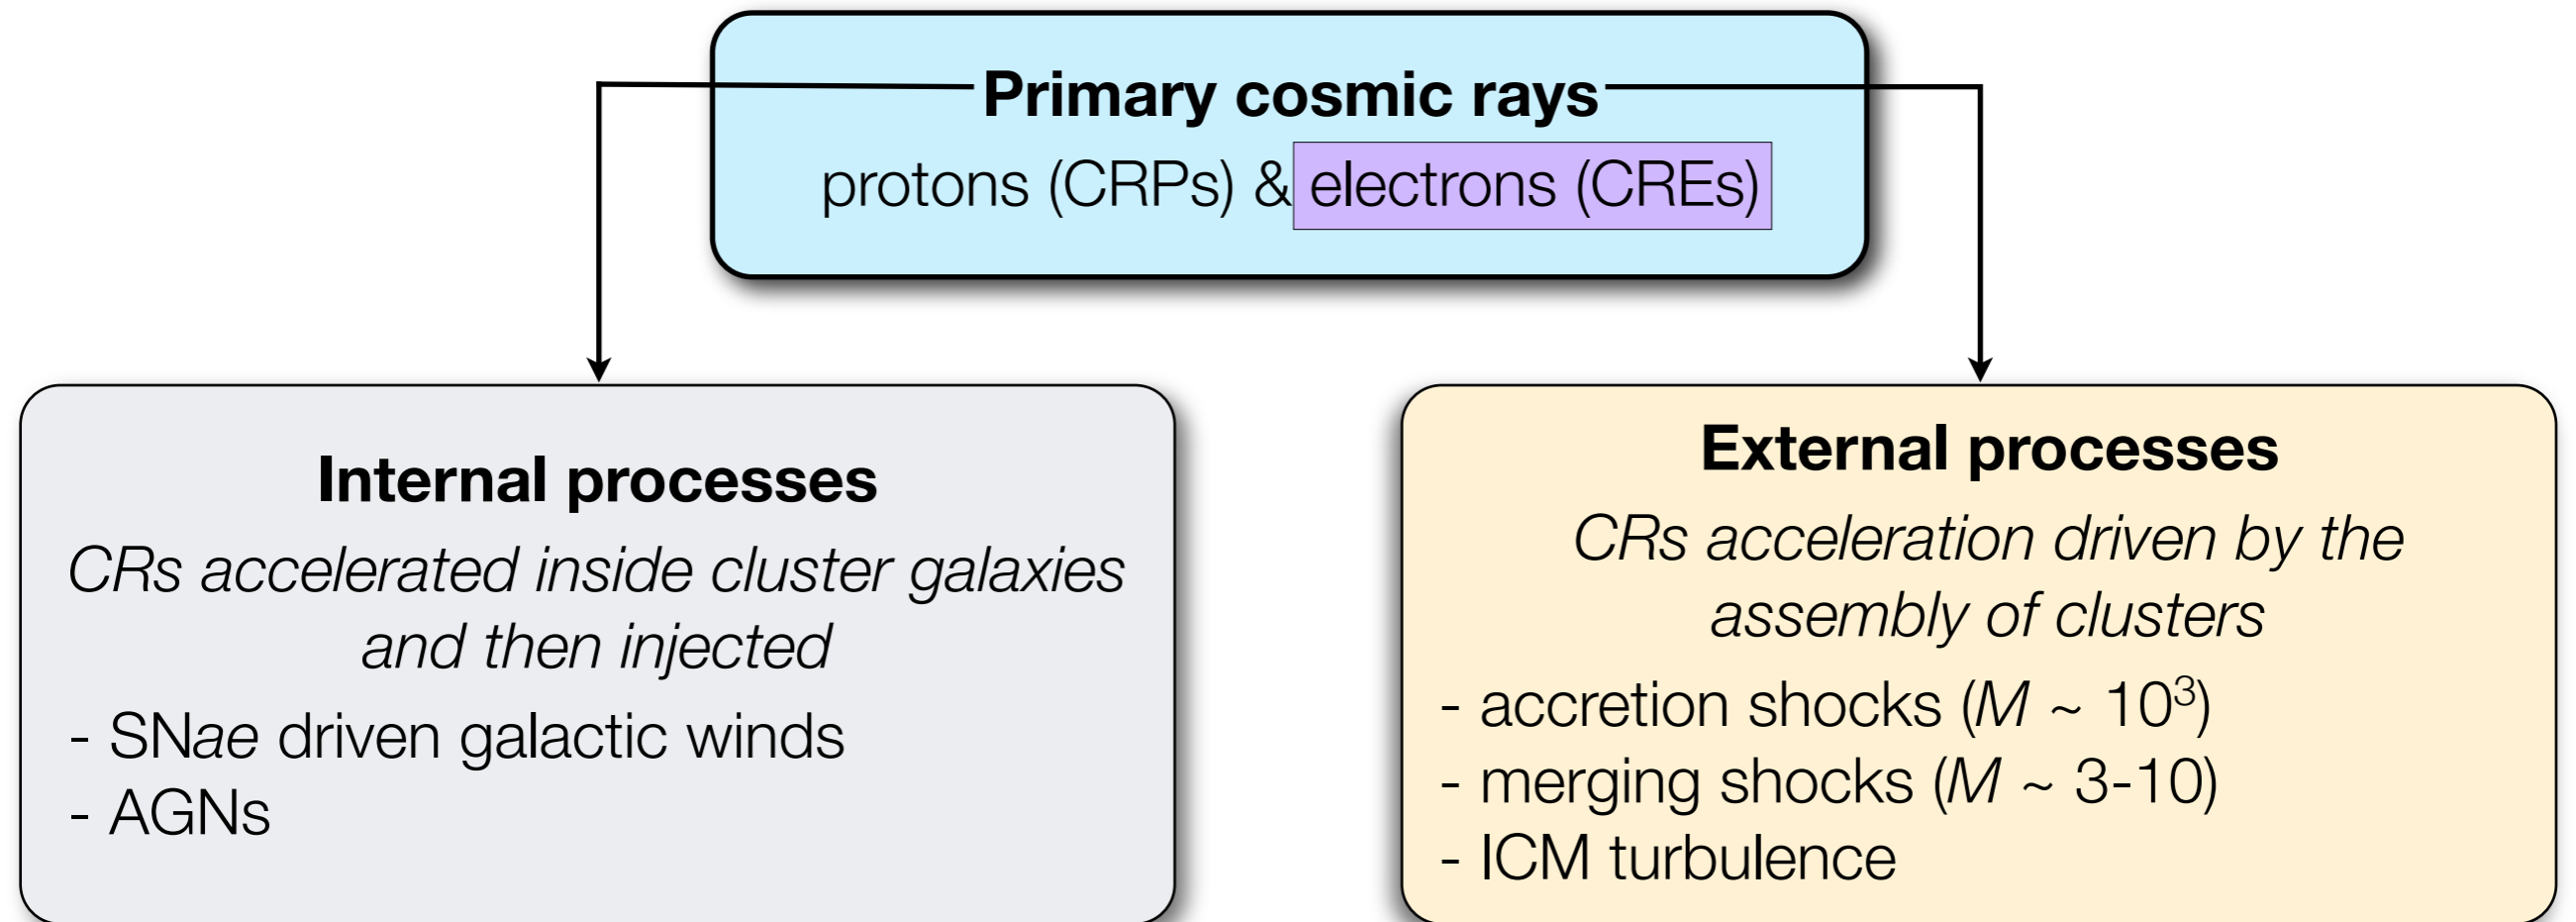 Primary cosmic rays
protons (CRPs) & electrons (CREs)
Internal processes
CRs accelerated inside cluster galaxies
and then injected
- SNae driven galactic winds
- AGNs
External processes
CRs acceleration driven by the
assembly of clusters
- accretion shocks (M ~ 10³)
- merging shocks (M ~ 3-10)
- ICM turbulence